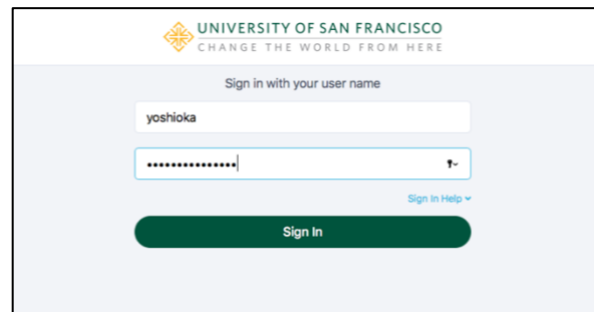 UNIVERSITY OF SAN FRANCISCO
CHANGE THE WORLD FROM HERE
Sign in with your user name
yoshioka
•••••••••••••••
Sign In Help
Sign In